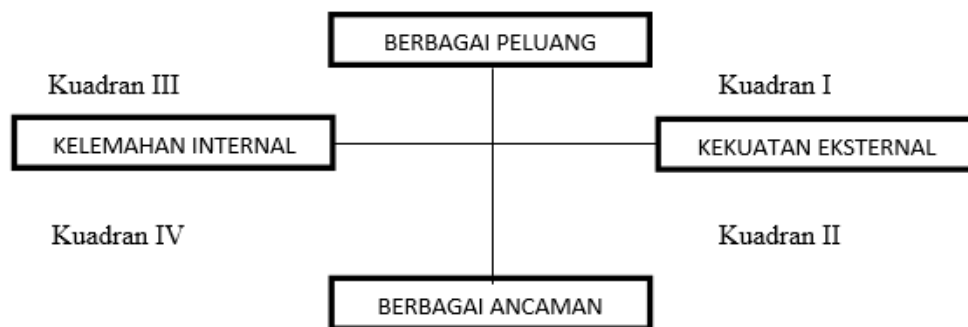 BERBAGAI PELUANG
Kuadran III
Kuadran I
KELEMAHAN INTERNAL
KEKUATAN EKSTERNAL
Kuadran IV
Kuadran II
BERBAGAI ANCAMAN